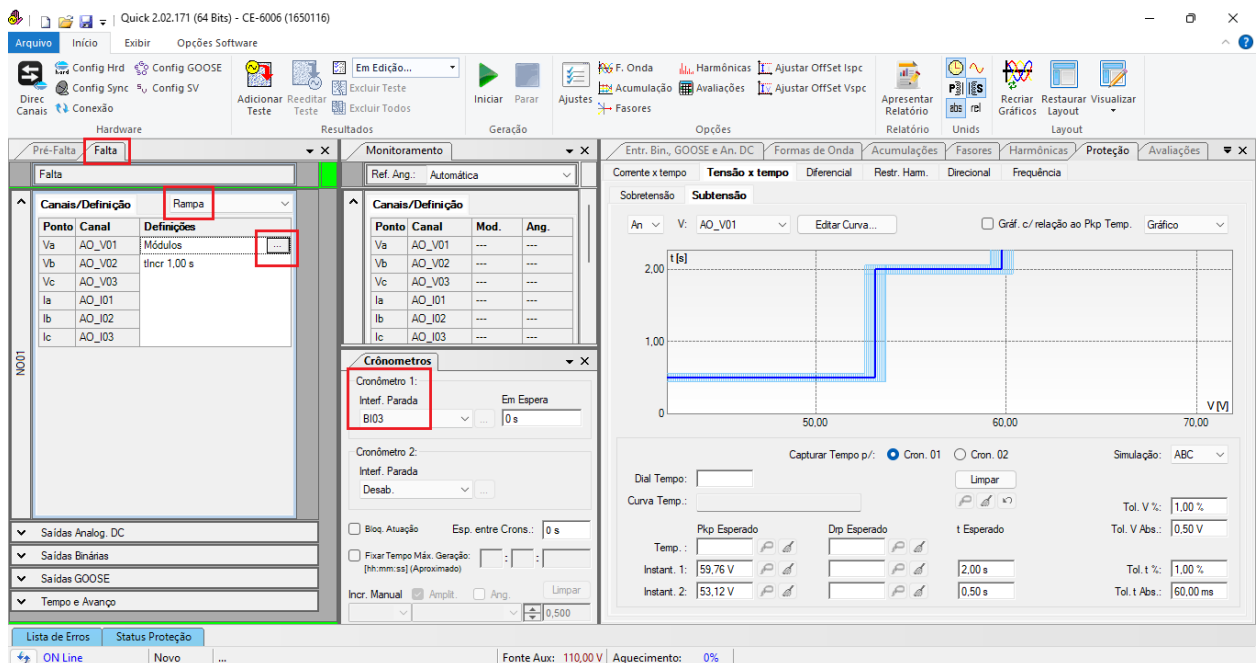 Quick 2.02.171 (64 Bits) - CE-6006 (1650116)
Arquivo Início Exibir Opções Software
Config Hrd Config GOOSE
Config Sync Config SV
Conexão
Direc Canais
Hardware
Adicionar Teste
Reeditar Teste
Em Edição...
Excluir Teste
Excluir Todos
Resultados
Iniciar Parar
Geração
Ajustes
F. Onda Harmônicas Ajustar OffSet Ispc
Acumulação Avaliações Ajustar OffSet Vspc
Fasores
Opções
Apresentar Relatório
Relatório
abs rel
Unids
Recriar Gráficos
Restaurar Layout
Visualizar
Layout
Pré-Falta Falta
Falta
Canais/Definição Rampa
Ponto Canal Definições
Va AO_V01 Módulos ...
Vb AO_V02 tIncr 1,00 s
Vc AO_V03
Ia AO_I01
Ib AO_I02
Ic AO_I03
NO01
Saídas Analog. DC
Saídas Binárias
Saídas GOOSE
Tempo e Avanço
Monitoramento
Ref. Ang.: Automática
Canais/Definição
Ponto Canal Mod. Ang.
Va AO_V01 --- ---
Vb AO_V02 --- ---
Vc AO_V03 --- ---
Ia AO_I01 --- ---
Ib AO_I02 --- ---
Ic AO_I03 --- ---
Crônometros
Cronômetro 1:
Interf. Parada Em Espera
BI03 ... 0 s
Cronômetro 2:
Interf. Parada
Desab. ...
Bloq. Atuação Esp. entre Crons.: 0 s
Fixar Tempo Máx. Geração: : :
[hh:mm:ss] (Aproximado)
Incr. Manual Amplit. Ang. Limpar
0,500
Entr. Bin., GOOSE e An. DC Formas de Onda Acumulações Fasores Harmônicas Proteção Avaliações
Corrente x tempo Tensão x tempo Diferencial Restr. Harm. Direcional Frequência
Sobretensão Subtensão
An V: AO_V01 Editar Curva... Gráf. c/ relação ao Pkp Temp. Gráfico
t [s]
2,00
1,00
0
50,00 60,00 70,00
V [V]
Capturar Tempo p/: Cron. 01 Cron. 02 Simulação: ABC
Dial Tempo: Limpar
Curva Temp.: Tol. V %: 1,00 %
Pkp Esperado Drp Esperado t Esperado Tol. V Abs.: 0,50 V
Temp. :
Instant. 1: 59,76 V 2,00 s Tol. t %: 1,00 %
Instant. 2: 53,12 V 0,50 s Tol. t Abs.: 60,00 ms
Lista de Erros Status Proteção
ON Line Novo ... Fonte Aux: 110,00 V Aquecimento: 0%